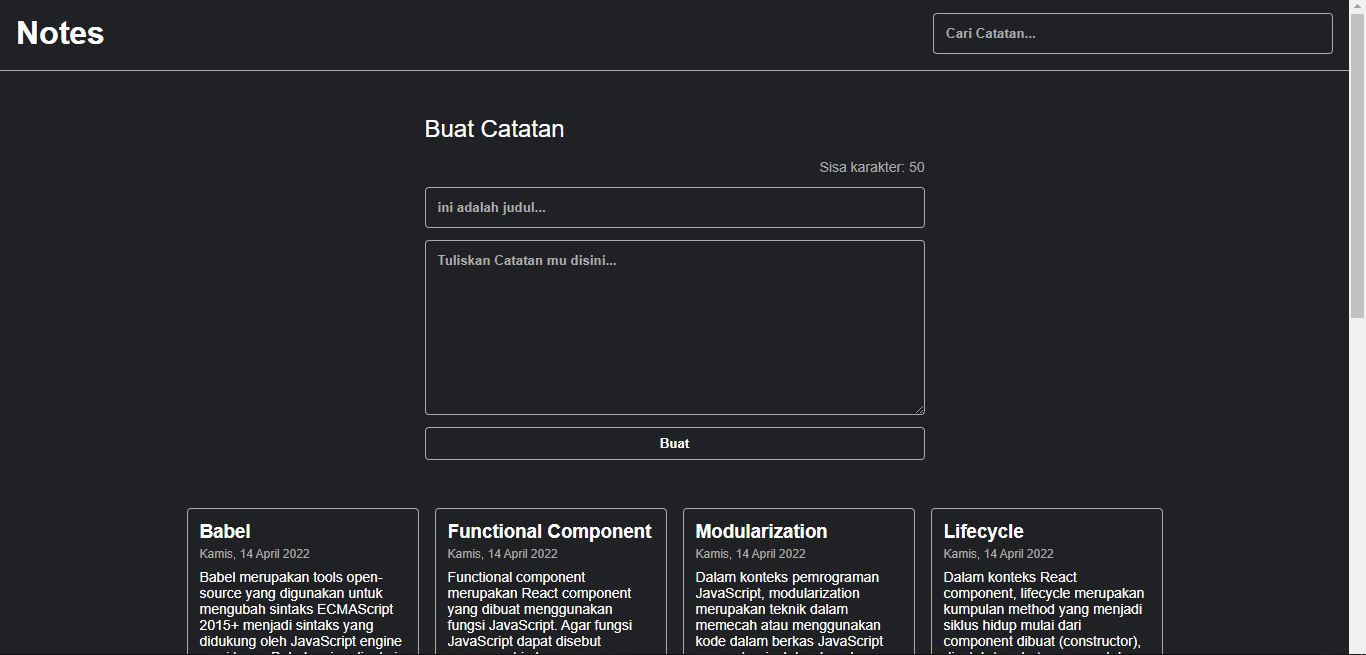 Notes
Cari Catatan...
Buat Catatan
Sisa karakter: 50
ini adalah judul...
Tuliskan Catatan mu disini...
Buat
Babel
Kamis, 14 April 2022
Babel merupakan tools open-
source yang digunakan untuk
mengubah sintaks ECMAScript
2015+ menjadi sintaks yang
didukung oleh JavaScript engine
Functional Component
Kamis, 14 April 2022
Functional component
merupakan React component
yang dibuat menggunakan
fungsi JavaScript. Agar fungsi
JavaScript dapat disebut
Modularization
Kamis, 14 April 2022
Dalam konteks pemrograman
JavaScript, modularization
merupakan teknik dalam
memecah atau menggunakan
kode dalam berkas JavaScript
Lifecycle
Kamis, 14 April 2022
Dalam konteks React
component, lifecycle merupakan
kumpulan method yang menjadi
siklus hidup mulai dari
component dibuat (constructor),